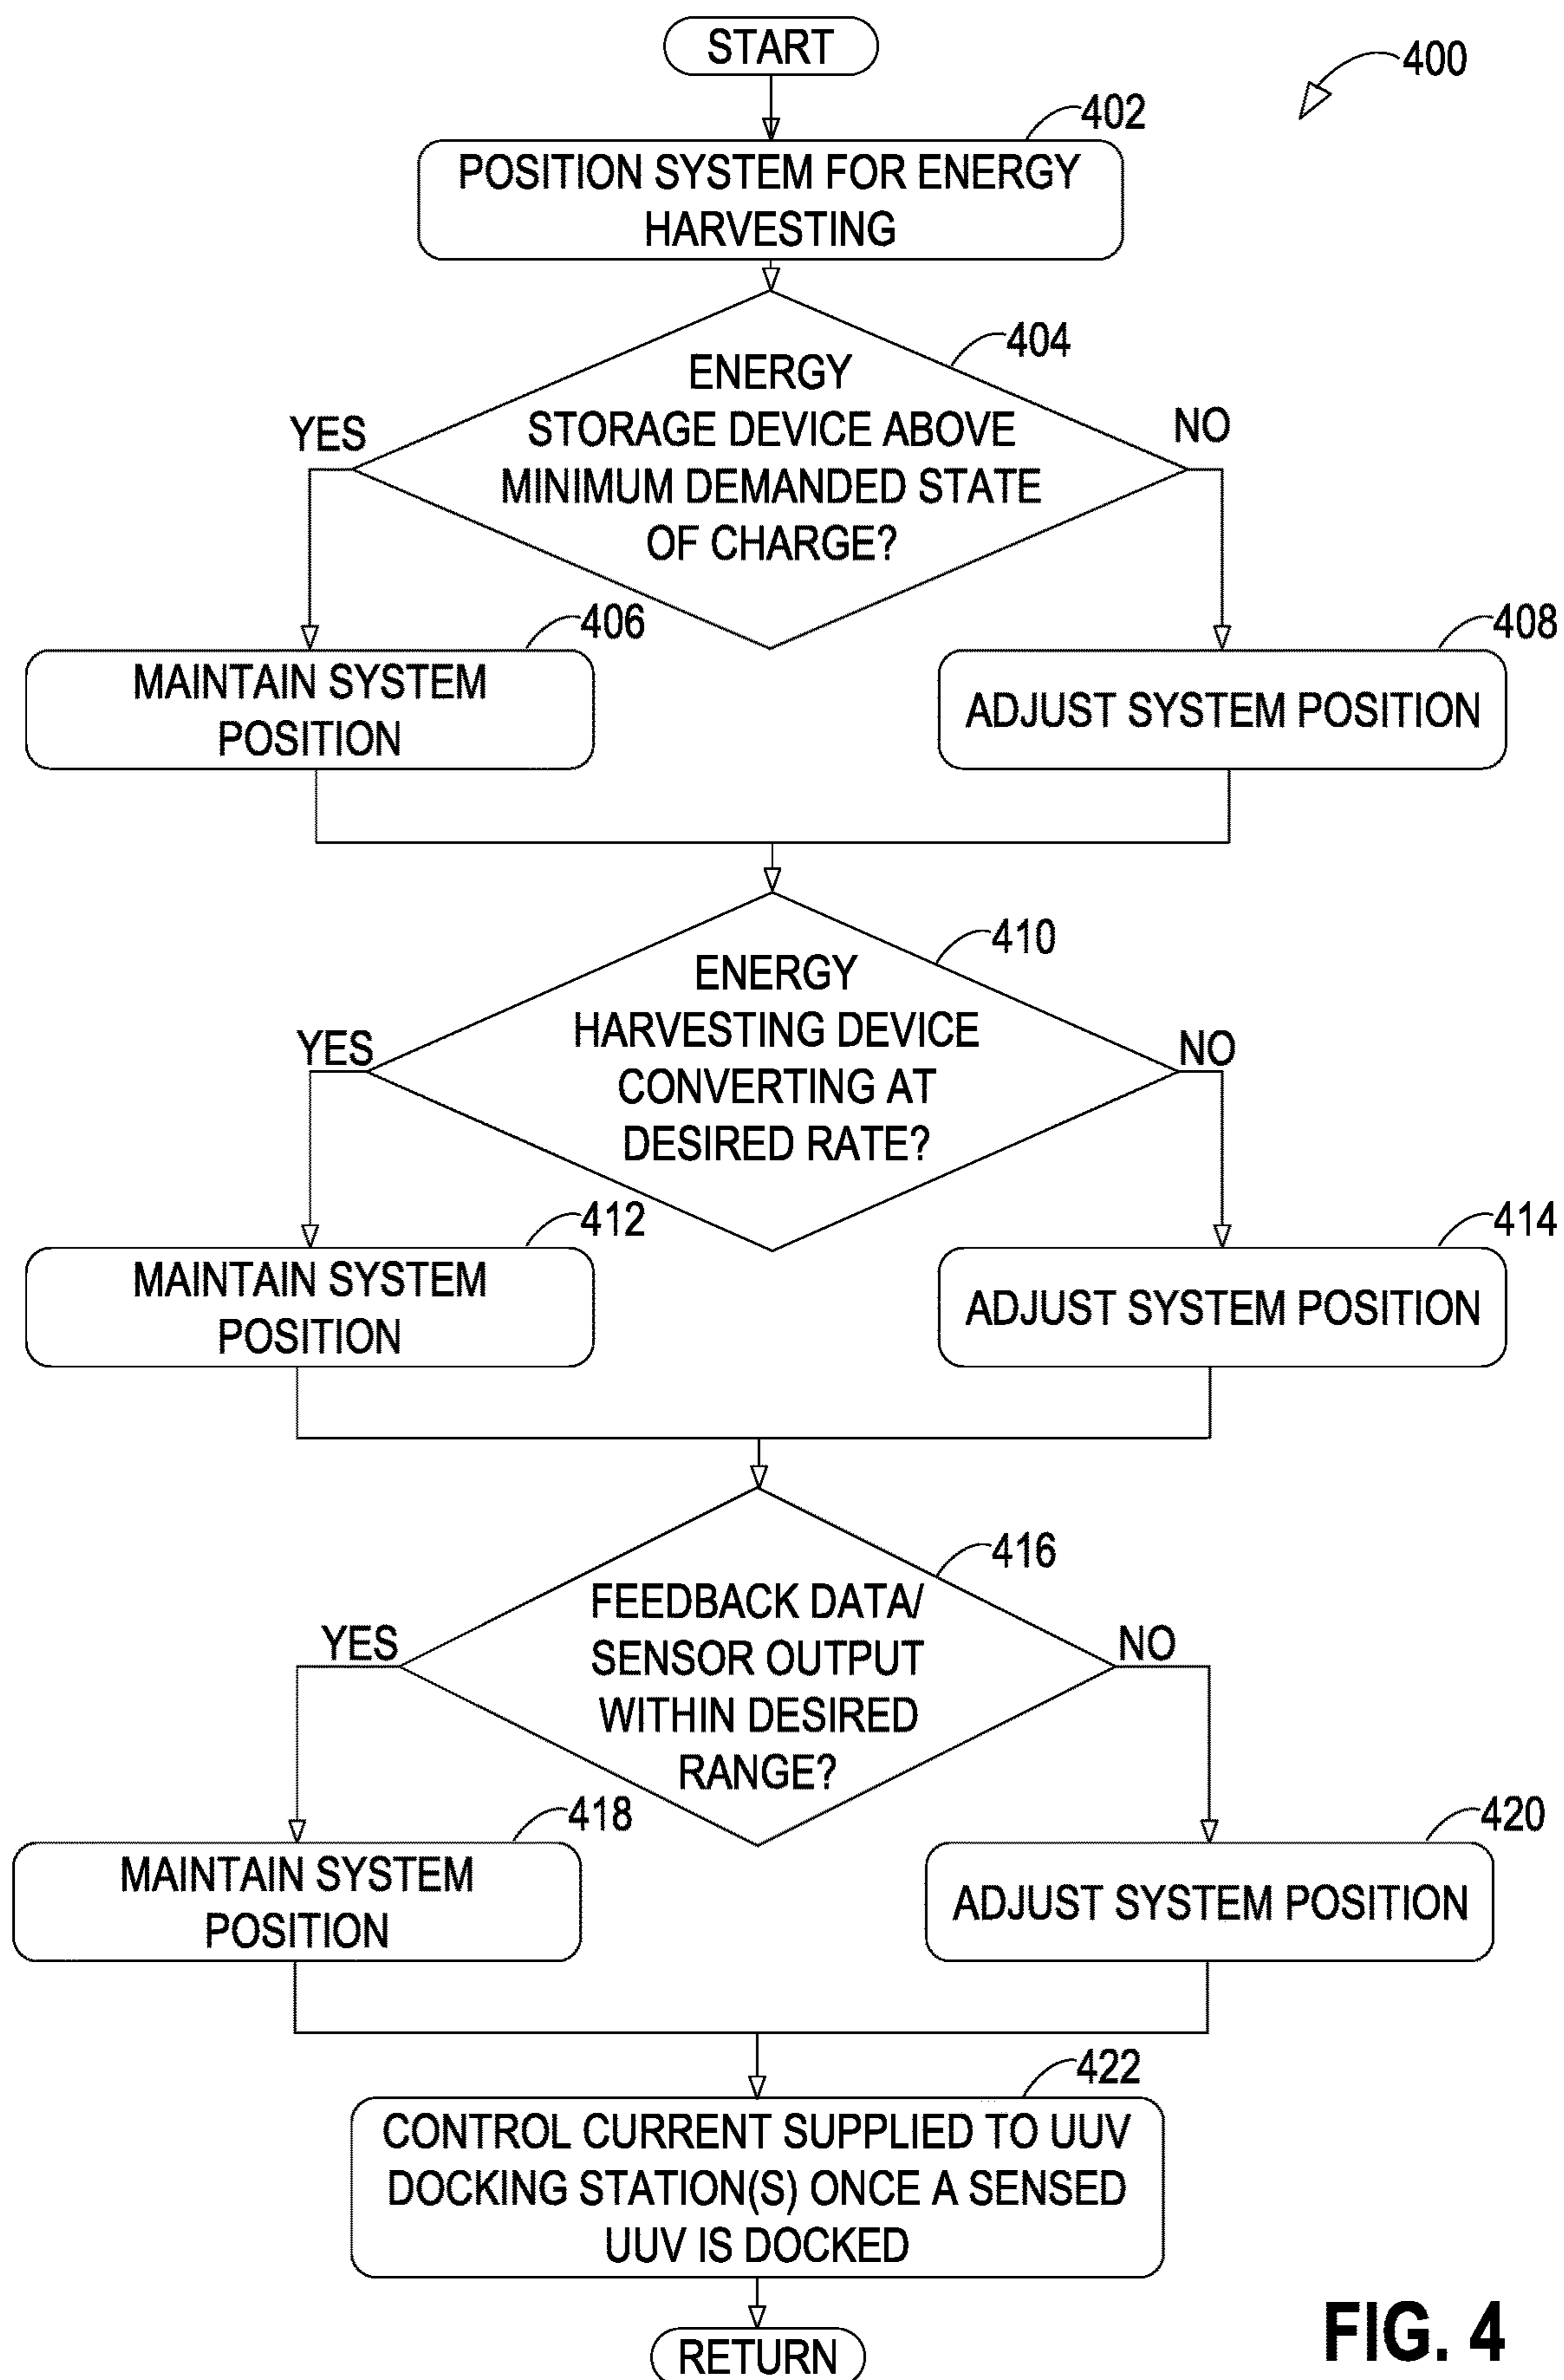 START
400
402
POSITION SYSTEM FOR ENERGY
HARVESTING
404
ENERGY
STORAGE DEVICE ABOVE
MINIMUM DEMANDED STATE
OF CHARGE?
YES
NO
406
MAINTAIN SYSTEM
POSITION
408
ADJUST SYSTEM POSITION
410
ENERGY
HARVESTING DEVICE
CONVERTING AT
DESIRED RATE?
YES
NO
412
MAINTAIN SYSTEM
POSITION
414
ADJUST SYSTEM POSITION
416
FEEDBACK DATA/
SENSOR OUTPUT
WITHIN DESIRED
RANGE?
YES
NO
418
MAINTAIN SYSTEM
POSITION
420
ADJUST SYSTEM POSITION
422
CONTROL CURRENT SUPPLIED TO UUV
DOCKING STATION(S) ONCE A SENSED
UUV IS DOCKED
RETURN
FIG. 4